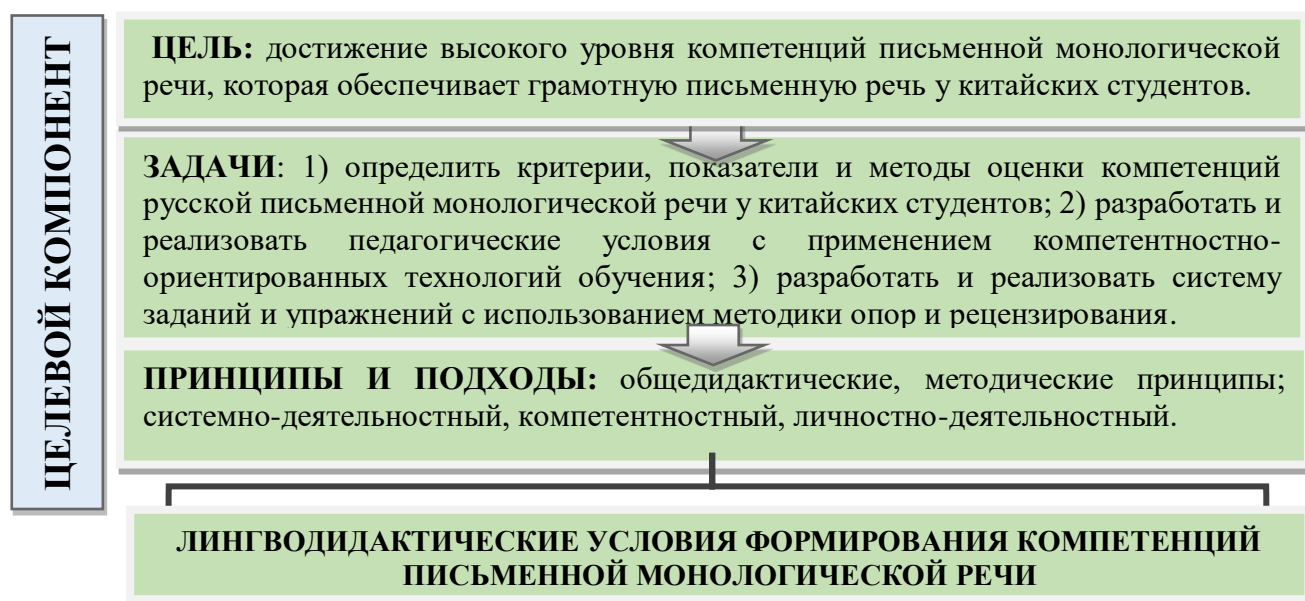 ЦЕЛЕВОЙ КОМПОНЕНТ
ЦЕЛЬ: достижение высокого уровня компетенций письменной монологической
речи, которая обеспечивает грамотную письменную речь у китайских студентов.
ЗАДАЧИ: 1) определить критерии, показатели и методы оценки компетенций
русской письменной монологической речи у китайских студентов; 2) разработать и
реализовать педагогические условия с применением компетентностно-
ориентированных технологий обучения; 3) разработать и реализовать систему
заданий и упражнений с использованием методики опор и рецензирования.
ПРИНЦИПЫ И ПОДХОДЫ: общедидактические, методические принципы;
системно-деятельностный, компетентностный, личностно-деятельностный.
ЛИНГВОДИДАКТИЧЕСКИЕ УСЛОВИЯ ФОРМИРОВАНИЯ КОМПЕТЕНЦИЙ
ПИСЬМЕННОЙ МОНОЛОГИЧЕСКОЙ РЕЧИ